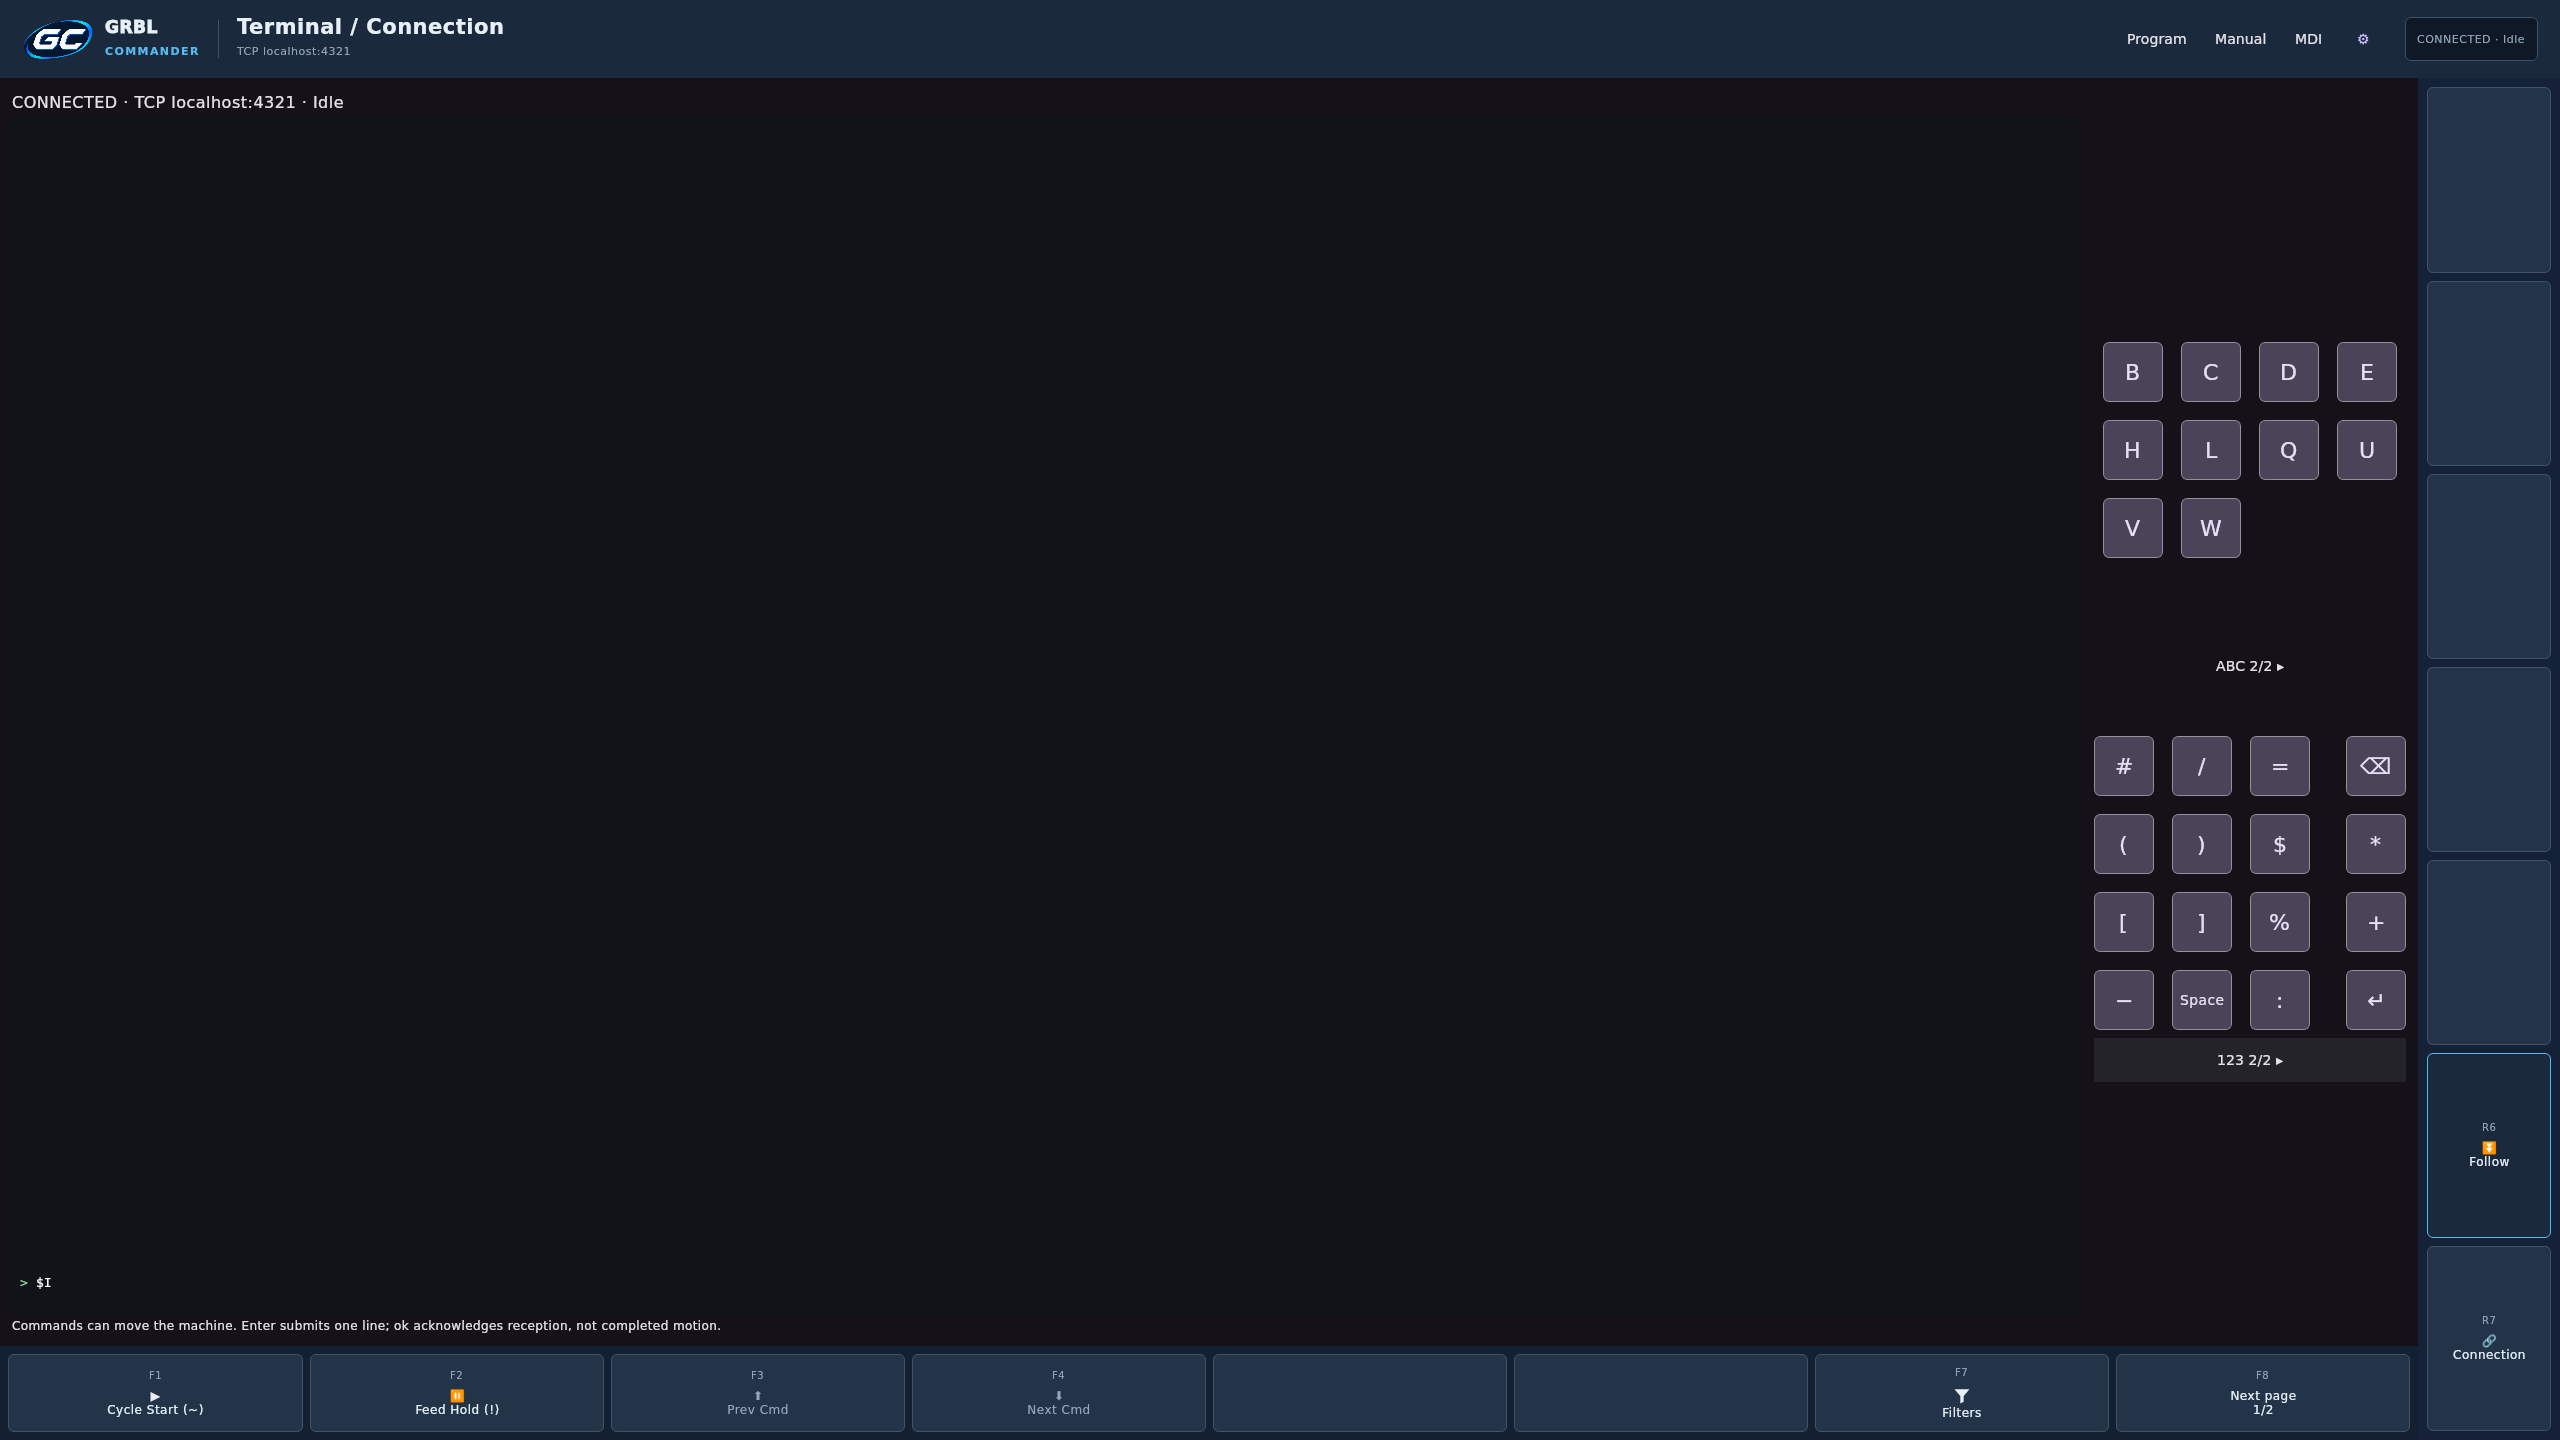 GC
GRBL
COMMANDER
Terminal / Connection
TCP localhost:4321
Program
Manual
MDI
⚙
CONNECTED · Idle
CONNECTED · TCP localhost:4321 · Idle
B C D E
H L Q U
V W
ABC 2/2 ▸
# / = ⌫
( ) $ *
[ ] % +
− Space : ↵
123 2/2 ▸
R6
⏬
Follow
> $I
Commands can move the machine. Enter submits one line; ok acknowledges reception, not completed motion.
R7
🔗
Connection
F1
▶
Cycle Start (~)
F2
⏸
Feed Hold (!)
F3
⬆
Prev Cmd
F4
⬇
Next Cmd
F7
Filters
F8
Next page
1/2